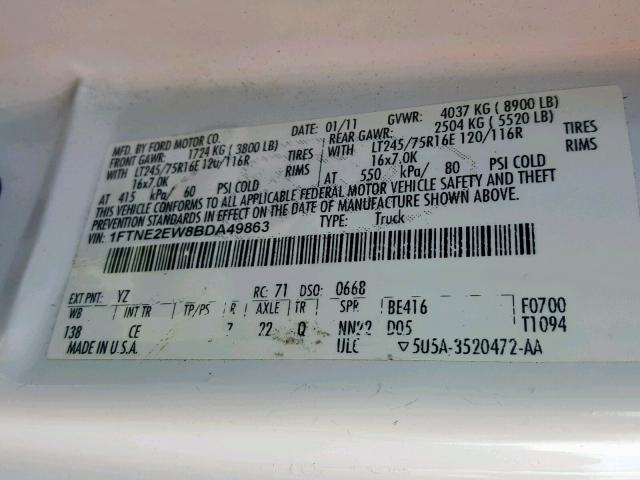 MFD. BY FORD MOTOR CO. DATE: 01/11 GVWR: 4037 KG ( 8900 LB)
FRONT GAWR: 1724 KG ( 3800 LB) REAR GAWR: 2504 KG ( 5520 LB)
WITH LT245/75R16E 120/116R TIRES WITH LT245/75R16E 120/116R TIRES
16x7.0K RIMS 16x7.0K RIMS
AT 415 kPa/ 60 PSI COLD AT 550 kPa/ 80 PSI COLD
THIS VEHICLE CONFORMS TO ALL APPLICABLE FEDERAL MOTOR VEHICLE SAFETY AND THEFT
PREVENTION STANDARDS IN EFFECT ON THE DATE OF MANUFACTURE SHOWN ABOVE.
VIN: 1FTNE2EW8BDA49863 TYPE: Truck
EXT PNT: YZ RC: 71 DSO: 0668
WB INT TR TP/PS R AXLE TR SPR BE416 F0700
138 CE 7 22 Q NN22 D05 T1094
MADE IN U.S.A. ULC ▽5U5A-3520472-AA